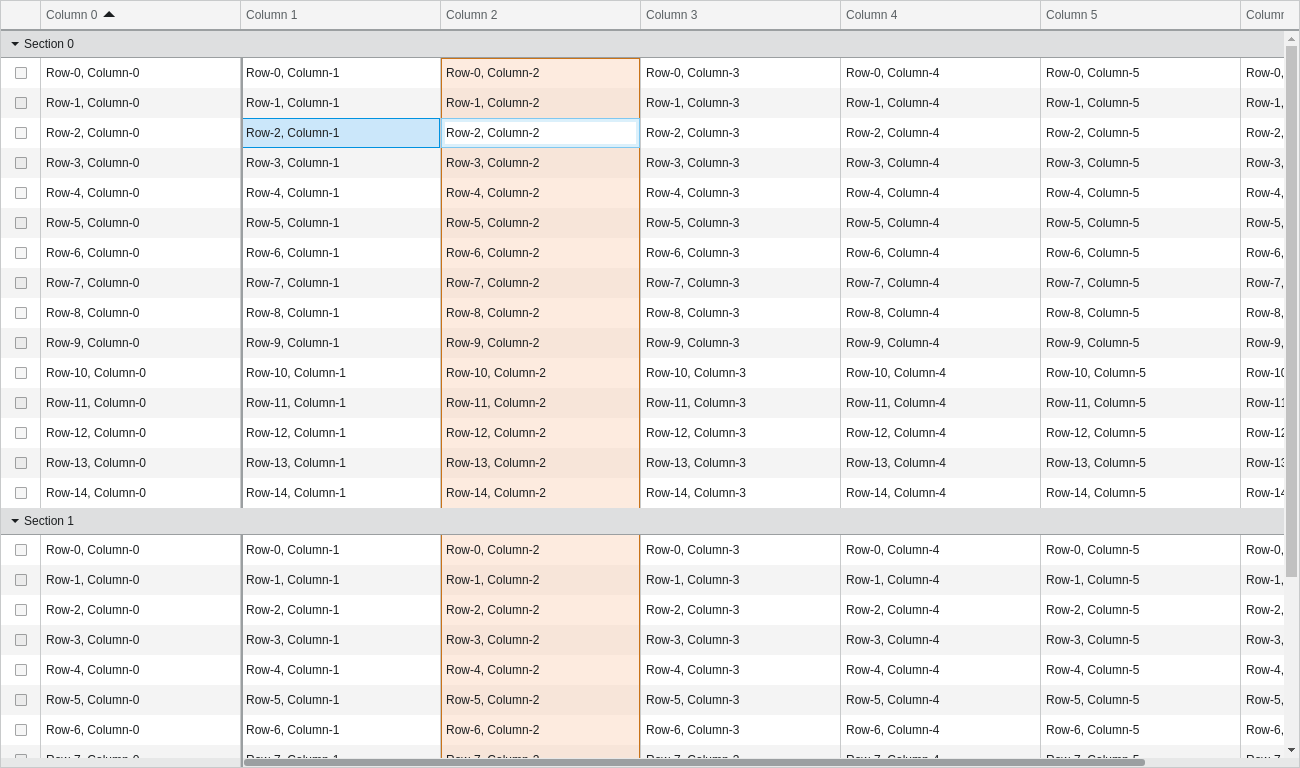 Column 0 Column 1 Column 2 Column 3 Column 4 Column 5 Column
Section 0
Row-0, Column-0 Row-0, Column-1 Row-0, Column-2 Row-0, Column-3 Row-0, Column-4 Row-0, Column-5 Row-0,
Row-1, Column-0 Row-1, Column-1 Row-1, Column-2 Row-1, Column-3 Row-1, Column-4 Row-1, Column-5 Row-1,
Row-2, Column-0 Row-2, Column-1 Row-2, Column-2 Row-2, Column-3 Row-2, Column-4 Row-2, Column-5 Row-2,
Row-3, Column-0 Row-3, Column-1 Row-3, Column-2 Row-3, Column-3 Row-3, Column-4 Row-3, Column-5 Row-3,
Row-4, Column-0 Row-4, Column-1 Row-4, Column-2 Row-4, Column-3 Row-4, Column-4 Row-4, Column-5 Row-4,
Row-5, Column-0 Row-5, Column-1 Row-5, Column-2 Row-5, Column-3 Row-5, Column-4 Row-5, Column-5 Row-5,
Row-6, Column-0 Row-6, Column-1 Row-6, Column-2 Row-6, Column-3 Row-6, Column-4 Row-6, Column-5 Row-6,
Row-7, Column-0 Row-7, Column-1 Row-7, Column-2 Row-7, Column-3 Row-7, Column-4 Row-7, Column-5 Row-7,
Row-8, Column-0 Row-8, Column-1 Row-8, Column-2 Row-8, Column-3 Row-8, Column-4 Row-8, Column-5 Row-8,
Row-9, Column-0 Row-9, Column-1 Row-9, Column-2 Row-9, Column-3 Row-9, Column-4 Row-9, Column-5 Row-9,
Row-10, Column-0 Row-10, Column-1 Row-10, Column-2 Row-10, Column-3 Row-10, Column-4 Row-10, Column-5 Row-10
Row-11, Column-0 Row-11, Column-1 Row-11, Column-2 Row-11, Column-3 Row-11, Column-4 Row-11, Column-5 Row-11
Row-12, Column-0 Row-12, Column-1 Row-12, Column-2 Row-12, Column-3 Row-12, Column-4 Row-12, Column-5 Row-12
Row-13, Column-0 Row-13, Column-1 Row-13, Column-2 Row-13, Column-3 Row-13, Column-4 Row-13, Column-5 Row-13
Row-14, Column-0 Row-14, Column-1 Row-14, Column-2 Row-14, Column-3 Row-14, Column-4 Row-14, Column-5 Row-14
Section 1
Row-0, Column-0 Row-0, Column-1 Row-0, Column-2 Row-0, Column-3 Row-0, Column-4 Row-0, Column-5 Row-0,
Row-1, Column-0 Row-1, Column-1 Row-1, Column-2 Row-1, Column-3 Row-1, Column-4 Row-1, Column-5 Row-1,
Row-2, Column-0 Row-2, Column-1 Row-2, Column-2 Row-2, Column-3 Row-2, Column-4 Row-2, Column-5 Row-2,
Row-3, Column-0 Row-3, Column-1 Row-3, Column-2 Row-3, Column-3 Row-3, Column-4 Row-3, Column-5 Row-3,
Row-4, Column-0 Row-4, Column-1 Row-4, Column-2 Row-4, Column-3 Row-4, Column-4 Row-4, Column-5 Row-4,
Row-5, Column-0 Row-5, Column-1 Row-5, Column-2 Row-5, Column-3 Row-5, Column-4 Row-5, Column-5 Row-5,
Row-6, Column-0 Row-6, Column-1 Row-6, Column-2 Row-6, Column-3 Row-6, Column-4 Row-6, Column-5 Row-6,